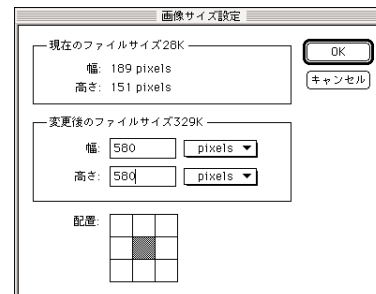 画像サイズ設定
現在のファイルサイズ28K
幅: 189 pixels
高さ: 151 pixels
OK
キャンセル
変更後のファイルサイズ329K
幅: 580 pixels
高さ: 580 pixels
配置: